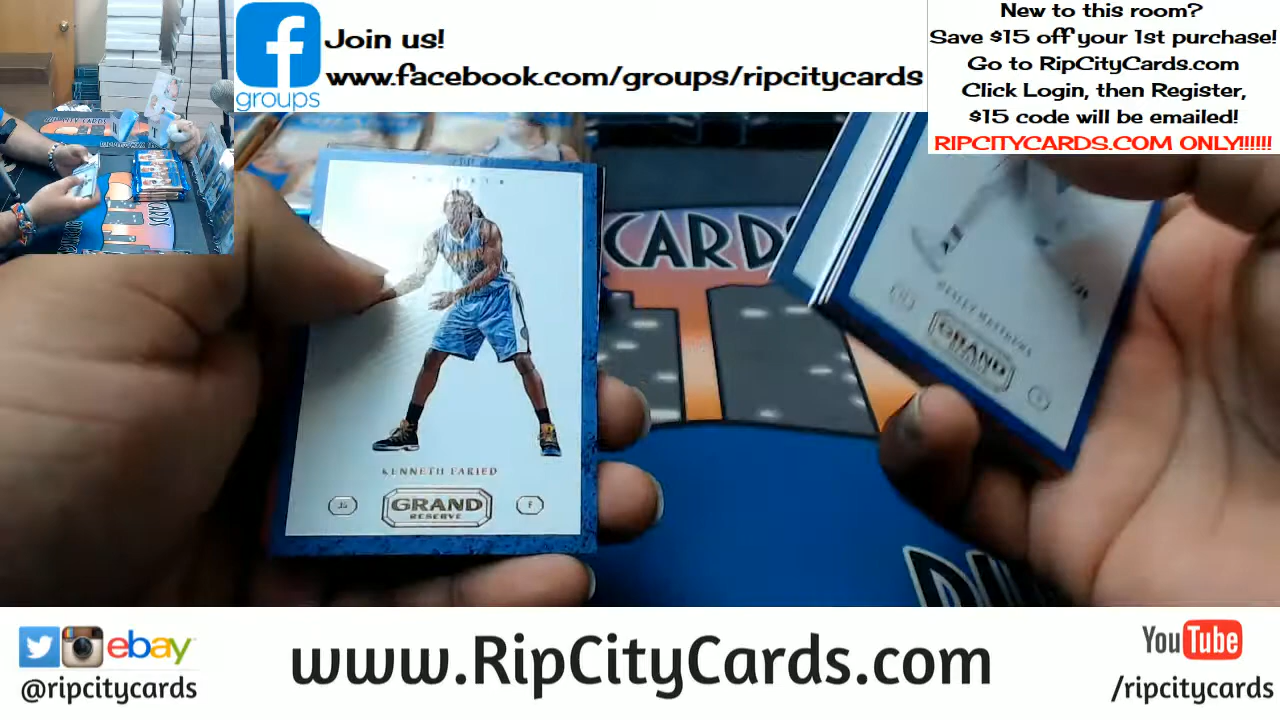 Join us!
www.facebook.com/groups/ripcitycards
groups
New to this room?
Save $15 off your 1st purchase!
Go to RipCityCards.com
Click Login, then Register,
$15 code will be emailed!
RIPCITYCARDS.COM ONLY!!!!!!
CARDS
KENNETH FARIED
35
GRAND
RESERVE
F
GRAND
ebay
@ripcitycards
www.RipCityCards.com
YouTube
/ripcitycards